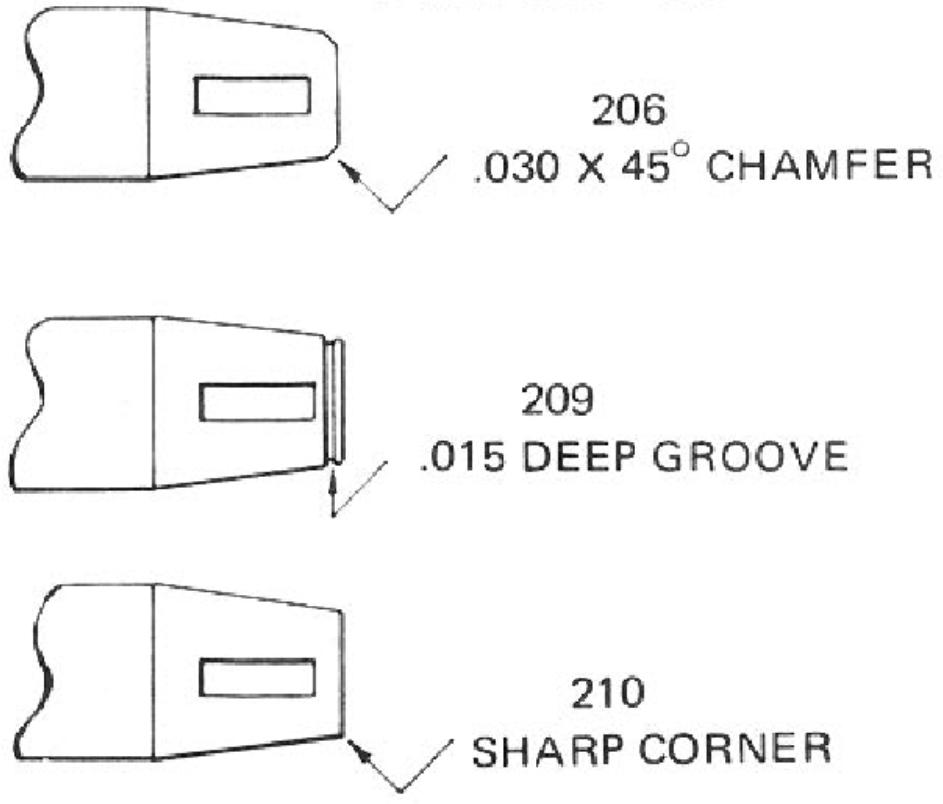 206
.030 X 45° CHAMFER
209
.015 DEEP GROOVE
210
SHARP CORNER